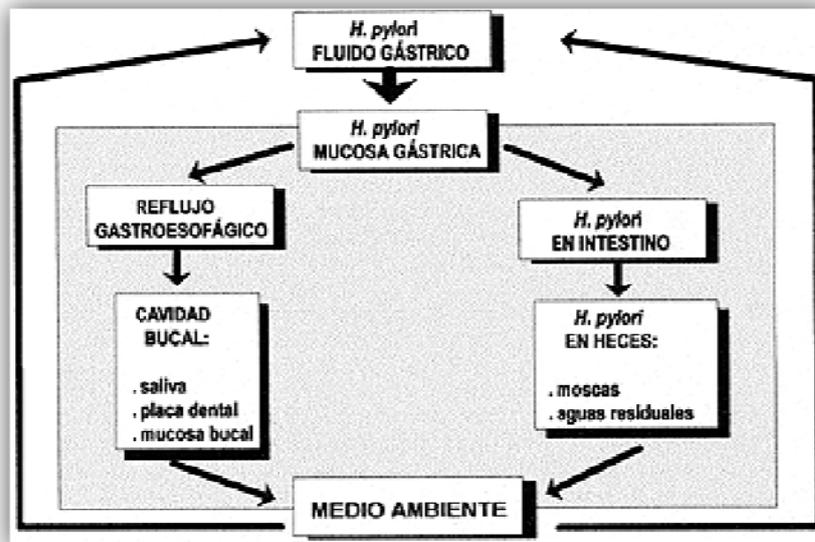 H. pylori
FLUIDO GÁSTRICO
H. pylori
MUCOSA GÁSTRICA
REFLUJO
GASTROESOFÁGICO
CAVIDAD
BUCAL:
. saliva
. placa dental
. mucosa bucal
H. pylori
EN INTESTINO
H. pylori
EN HECES:
. moscas
. aguas residuales
MEDIO AMBIENTE